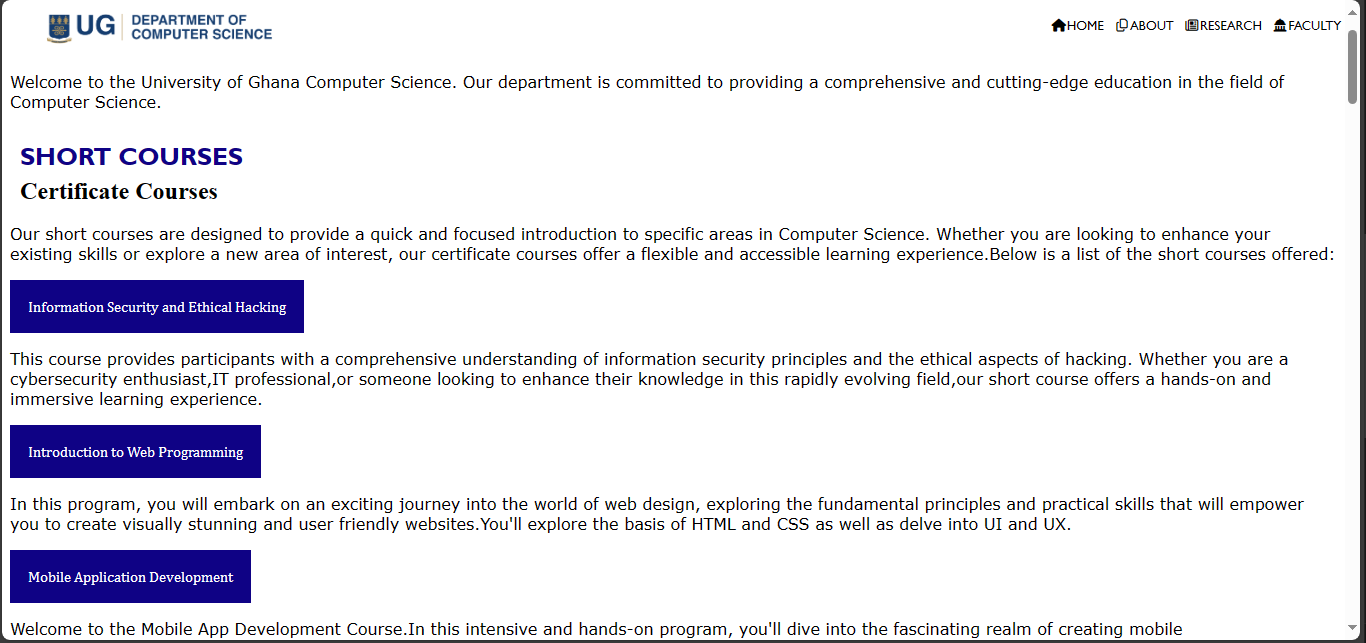 UG DEPARTMENT OF
COMPUTER SCIENCE
HOME ABOUT RESEARCH FACULTY
Welcome to the University of Ghana Computer Science. Our department is committed to providing a comprehensive and cutting-edge education in the field of
Computer Science.
SHORT COURSES
Certificate Courses
Our short courses are designed to provide a quick and focused introduction to specific areas in Computer Science. Whether you are looking to enhance your
existing skills or explore a new area of interest, our certificate courses offer a flexible and accessible learning experience.Below is a list of the short courses offered:
Information Security and Ethical Hacking
This course provides participants with a comprehensive understanding of information security principles and the ethical aspects of hacking. Whether you are a
cybersecurity enthusiast,IT professional,or someone looking to enhance their knowledge in this rapidly evolving field,our short course offers a hands-on and
immersive learning experience.
Introduction to Web Programming
In this program, you will embark on an exciting journey into the world of web design, exploring the fundamental principles and practical skills that will empower
you to create visually stunning and user friendly websites.You'll explore the basis of HTML and CSS as well as delve into UI and UX.
Mobile Application Development
Welcome to the Mobile App Development Course.In this intensive and hands-on program, you'll dive into the fascinating realm of creating mobile